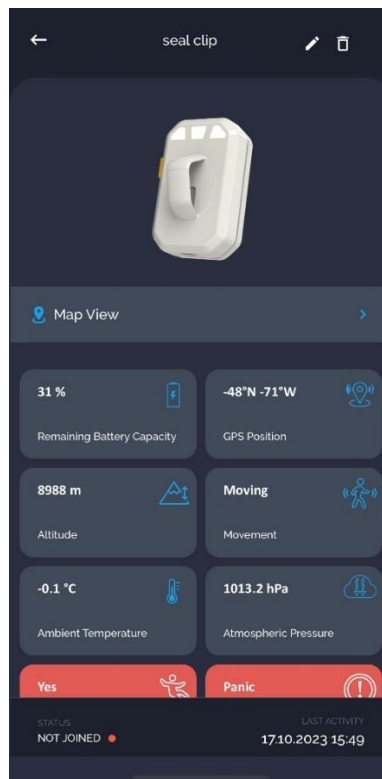 seal clip
Map View
31 %
Remaining Battery Capacity
-48°N -71°W
GPS Position
8988 m
Altitude
Moving
Movement
-0.1 °C
Ambient Temperature
1013.2 hPa
Atmospheric Pressure
Yes
Panic
STATUS
NOT JOINED
LAST ACTIVITY
17.10.2023 15:49